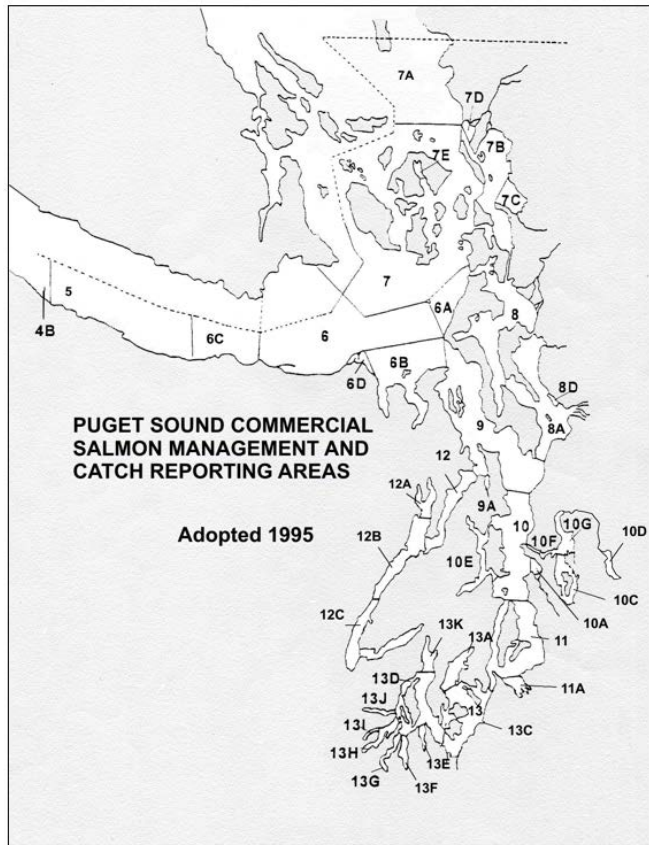 7A
7D
7B
7E
7C
7
5
6A
8
4B
6C
6
6D
6B
8D
PUGET SOUND COMMERCIAL
SALMON MANAGEMENT AND
CATCH REPORTING AREAS
9
8A
12
12A
9A
Adopted 1995
10
10G
10F
10D
12B
10E
10C
10A
12C
13K
13A
11
13D
11A
13J
13
13I
13C
13H
13E
13G
13F